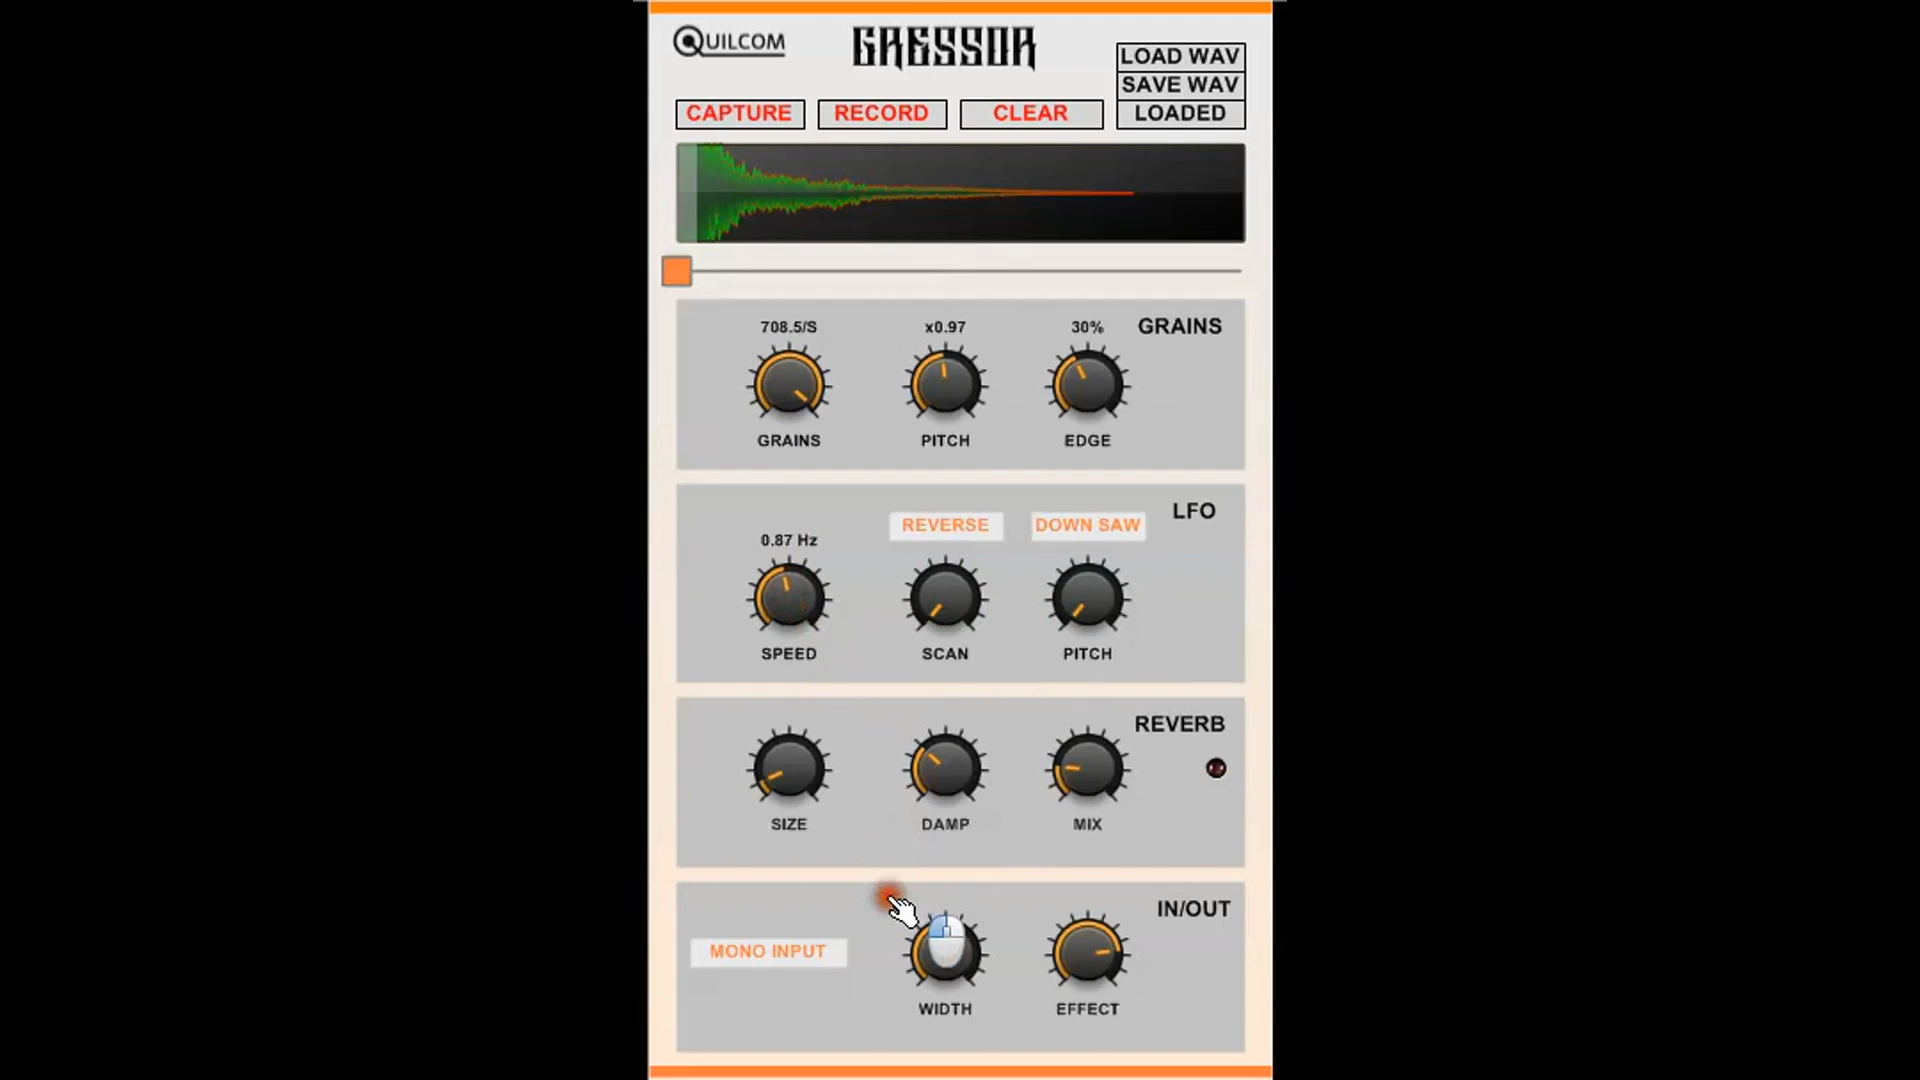 QUILCOM
GRESSOR
LOAD WAV
SAVE WAV
CAPTURE RECORD CLEAR LOADED
708.5/S x0.97 30% GRAINS
GRAINS PITCH EDGE
LFO
REVERSE DOWN SAW
0.87 Hz
SPEED SCAN PITCH
REVERB
SIZE DAMP MIX
IN/OUT
MONO INPUT
WIDTH EFFECT